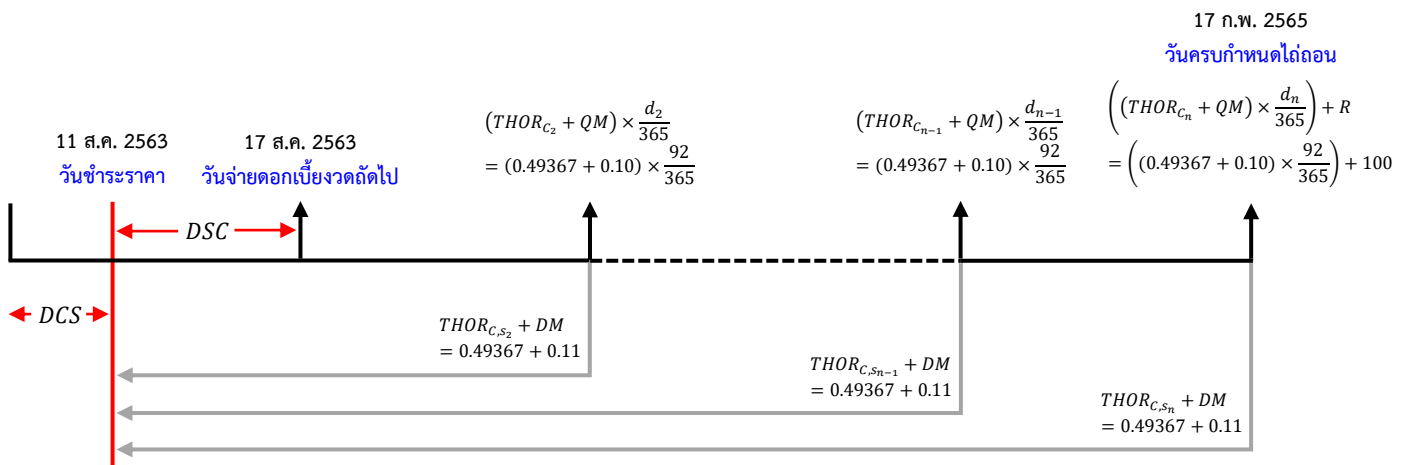 17 ก.พ. 2565
วันครบกำหนดไถ่ถอน
11 ส.ค. 2563
วันชำระราคา
17 ส.ค. 2563
วันจ่ายดอกเบี้ยงวดถัดไป
(THOR_{C_2} + QM) × \frac{d_2}{365}
= (0.49367 + 0.10) × \frac{92}{365}
(THOR_{C_{n-1}} + QM) × \frac{d_{n-1}}{365}
= (0.49367 + 0.10) × \frac{92}{365}
((THOR_{C_n} + QM) × \frac{d_n}{365}) + R
= ((0.49367 + 0.10) × \frac{92}{365}) + 100
DSC
DCS
THOR_{C,s_2} + DM
= 0.49367 + 0.11
THOR_{C,s_{n-1}} + DM
= 0.49367 + 0.11
THOR_{C,s_n} + DM
= 0.49367 + 0.11